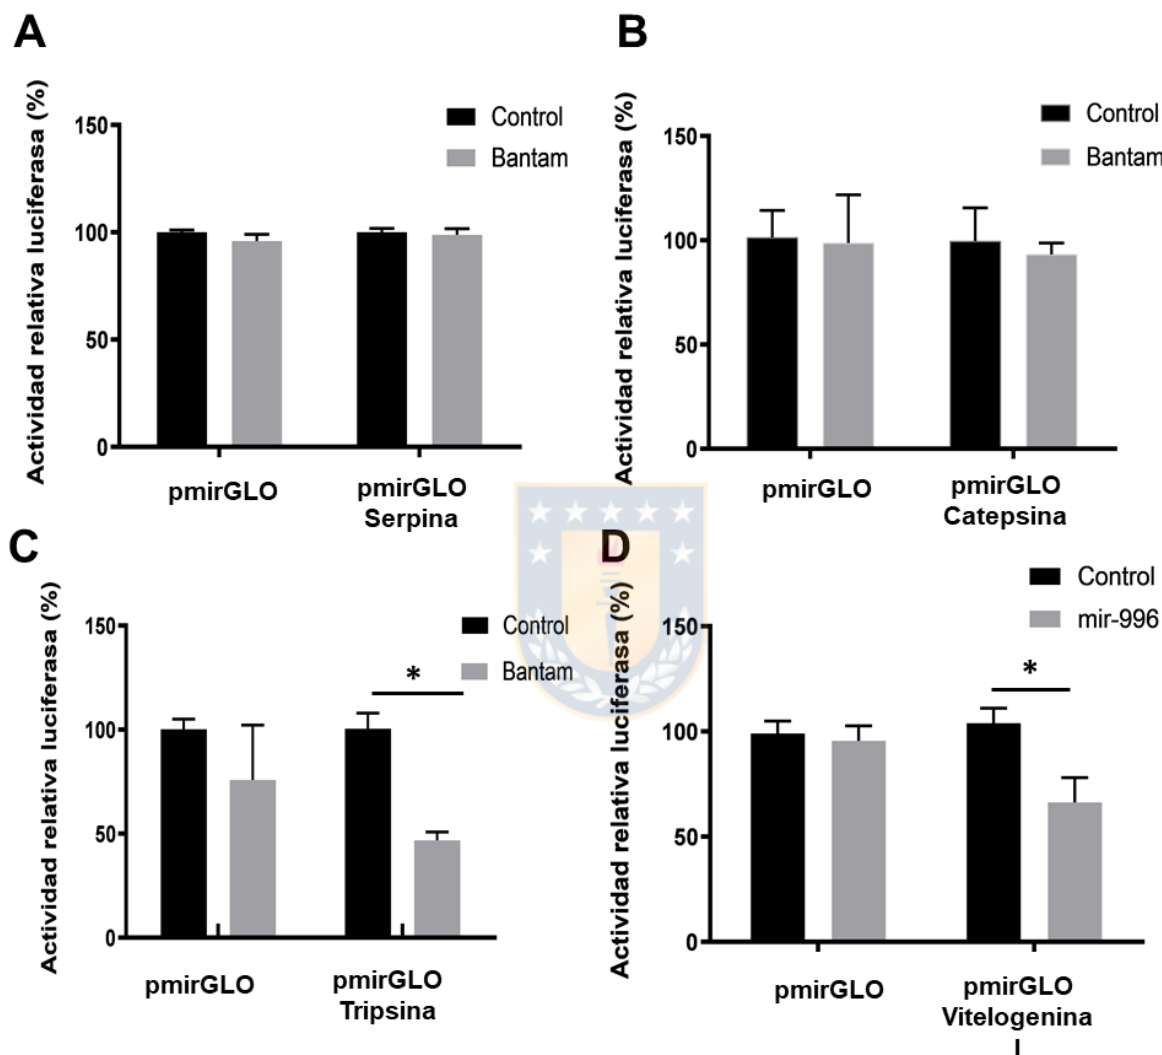 A
Actividad relativa luciferasa (%)
150
100
50
0
Control
Bantam
pmirGLO
pmirGLO
Serpina
B
Actividad relativa luciferasa (%)
150
100
50
0
Control
Bantam
pmirGLO
pmirGLO
Catepsina
C
Actividad relativa luciferasa (%)
150
100
50
0
Control
Bantam
*
pmirGLO
pmirGLO
Tripsina
D
Actividad relativa luciferasa (%)
150
100
50
0
Control
mir-996
*
pmirGLO
pmirGLO
Vitelogenina
I